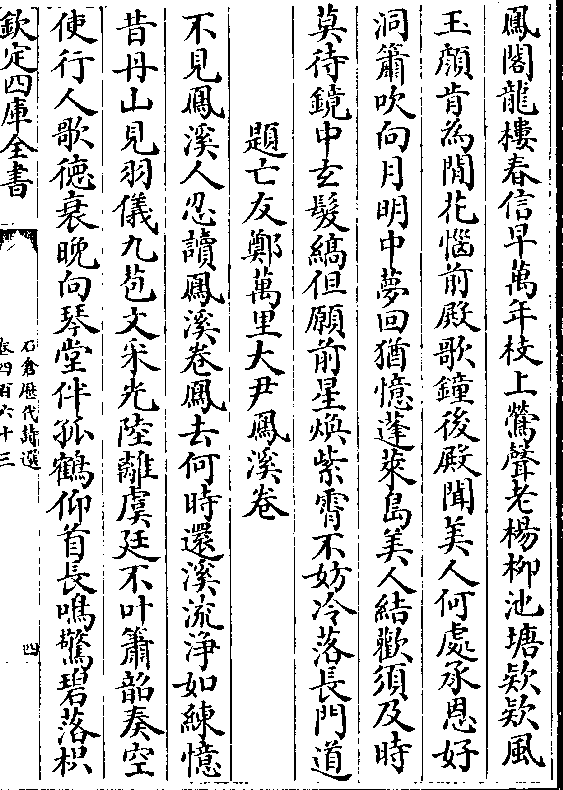 鳳閣龍樓春信早萬年枝上鶯聲老楊柳池塘欵欵風
玉顔肯為閒花惱前殿歌鐘後殿聞美人何處承恩好
洞簫吹向月明中夢回猶憶蓬萊島美人結歡須及時
莫待鏡中玄髮縞但願前星煥紫霄不妨冷落長門道
題亡友鄭萬里大尹鳳溪卷
不見鳳溪人忍讀鳳溪卷鳳去何時還溪流浄如練憶
昔丹山見羽儀九苞文采光陸離虞廷不叶簫韶奏空
使行人歌德衰晩向琴堂伴孤鶴仰首長鳴驚碧落枳
欽定四庫全書
石倉歴代詩選
卷四百六十三
四